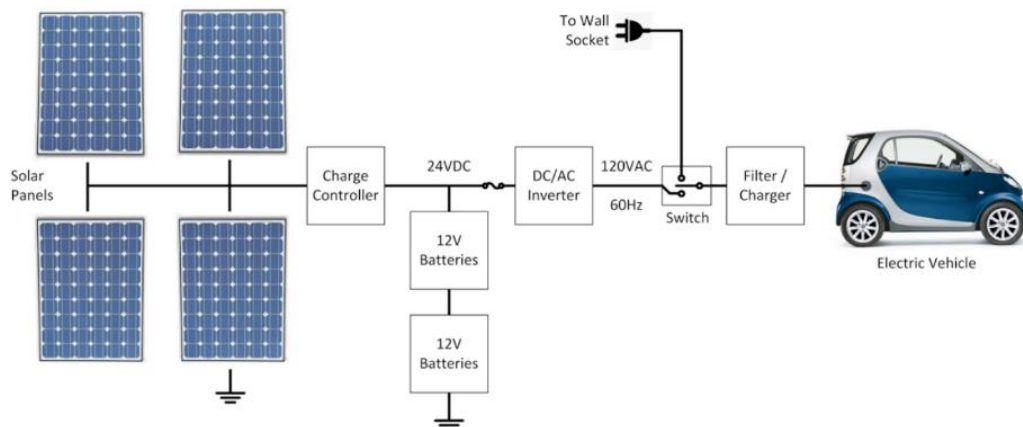 To Wall
Socket
Solar
Panels
Charge
Controller
24VDC
DC/AC
Inverter
120VAC
60Hz
Switch
Filter /
Charger
12V
Batteries
12V
Batteries
Electric Vehicle